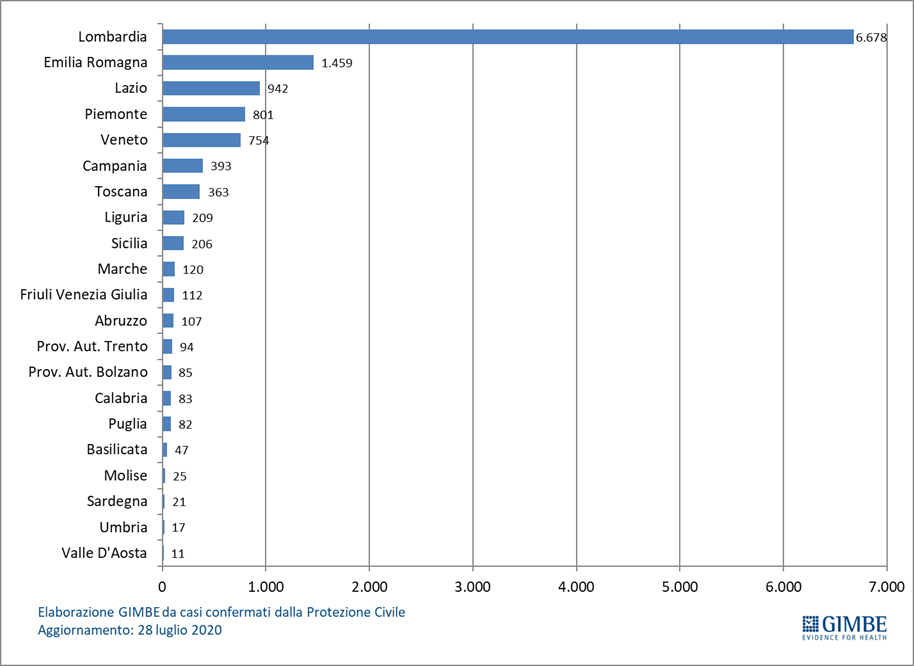 Lombardia 6.678
Emilia Romagna 1.459
Lazio 942
Piemonte 801
Veneto 754
Campania 393
Toscana 363
Liguria 209
Sicilia 206
Marche 120
Friuli Venezia Giulia 112
Abruzzo 107
Prov. Aut. Trento 94
Prov. Aut. Bolzano 85
Calabria 83
Puglia 82
Basilicata 47
Molise 25
Sardegna 21
Umbria 17
Valle D'Aosta 11
0 1.000 2.000 3.000 4.000 5.000 6.000 7.000
Elaborazione GIMBE da casi confermati dalla Protezione Civile
Aggiornamento: 28 luglio 2020
GIMBE
EVIDENCE FOR HEALTH